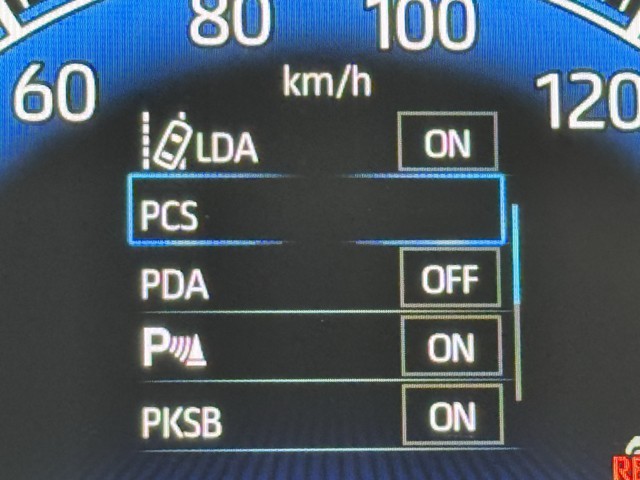 80 100
60 km/h 120
LDA ON
PCS
PDA OFF
P ON
PKSB ON